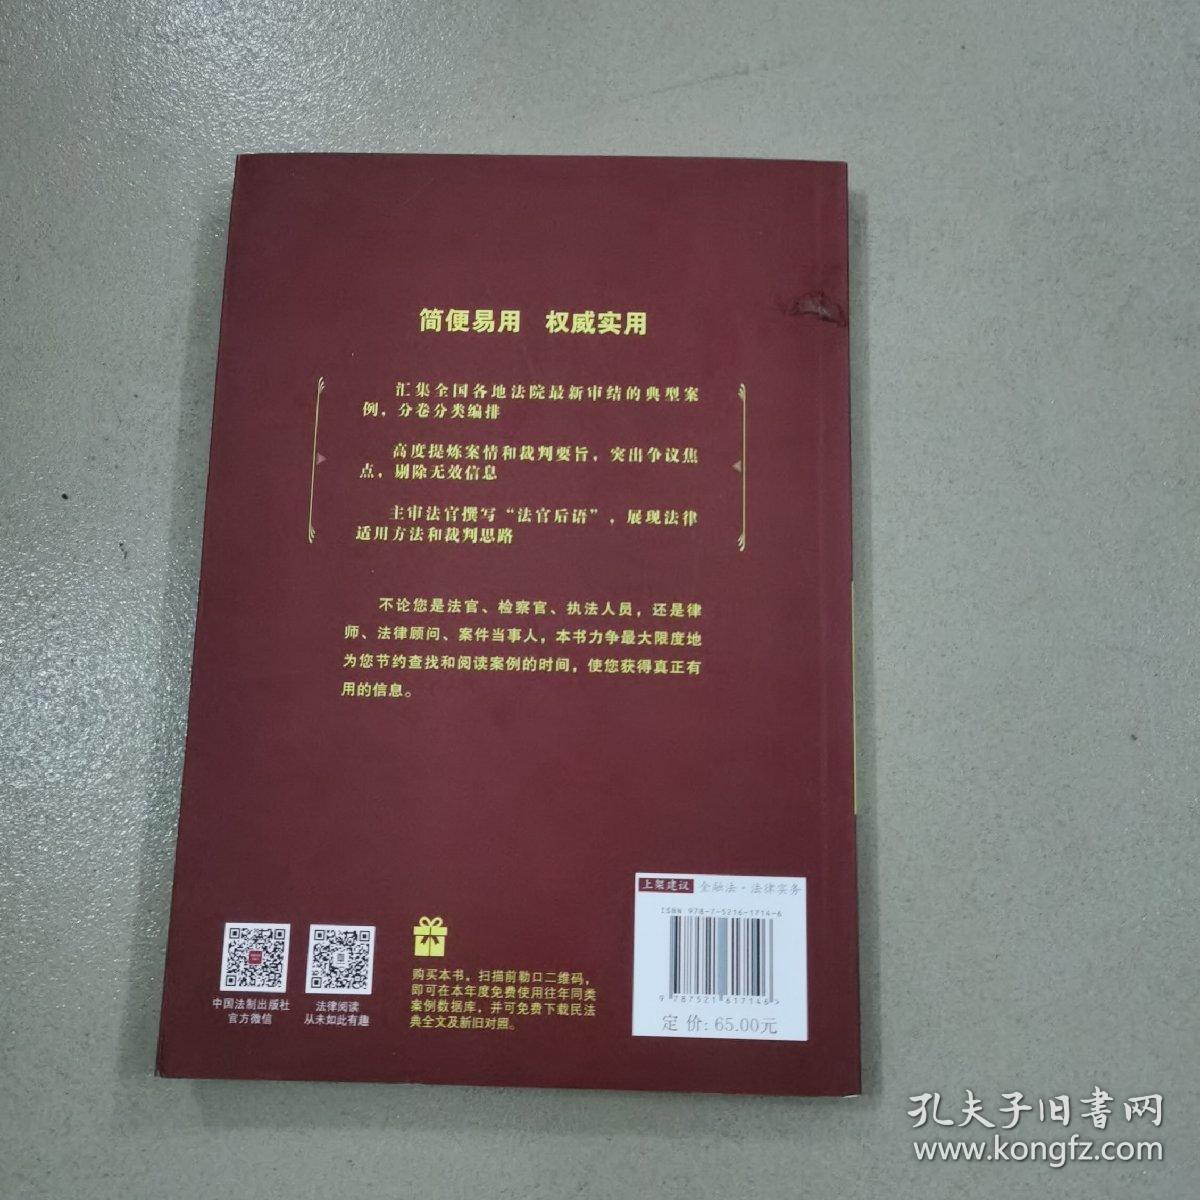 简便易用 权威实用
汇集全国各地法院最新审结的典型案
例，分卷分类编排
高度提炼案情和裁判要旨，突出争议焦
点，剔除无效信息
主审法官撰写“法官后语”，展现法律
适用方法和裁判思路
不论您是法官、检察官、执法人员，还是律
师、法律顾问、案件当事人，本书力争最大限度地
为您节约查找和阅读案例的时间，使您获得真正有
用的信息。
上架建议 金融法·法律实务
ISBN 978-7-5216-1714-6
9 787521 617146 >
定价：65.00元
中国法制出版社
官方微信
法律阅读
从未如此有趣
购买本书，扫描前勒口二维码，
即可在本年度免费使用往年同类
案例数据库，并可免费下载民法
典全文及新旧对照。
孔夫子旧书网
www.kongfz.com